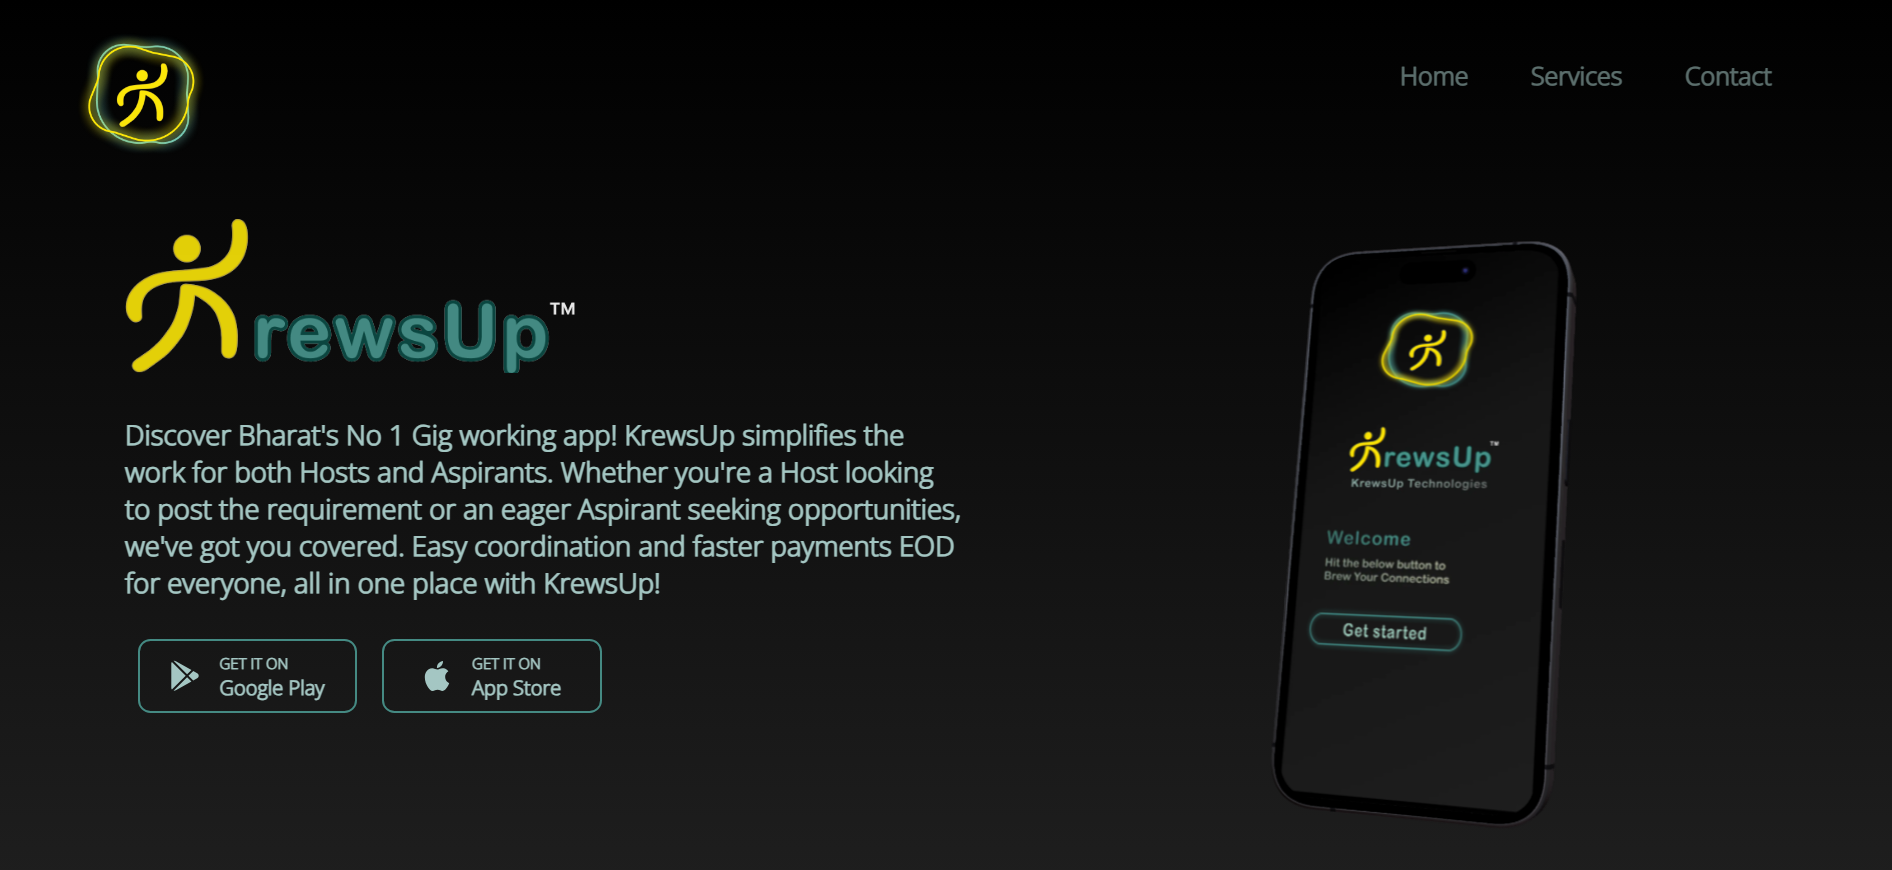 Home Services Contact
KrewsUp™
Discover Bharat's No 1 Gig working app! KrewsUp simplifies the
work for both Hosts and Aspirants. Whether you're a Host looking
to post the requirement or an eager Aspirant seeking opportunities,
we've got you covered. Easy coordination and faster payments EOD
for everyone, all in one place with KrewsUp!
GET IT ON
Google Play
GET IT ON
App Store
KrewsUp™
KrewsUp Technologies
Welcome
Hit the below button to
Brew Your Connections
Get started